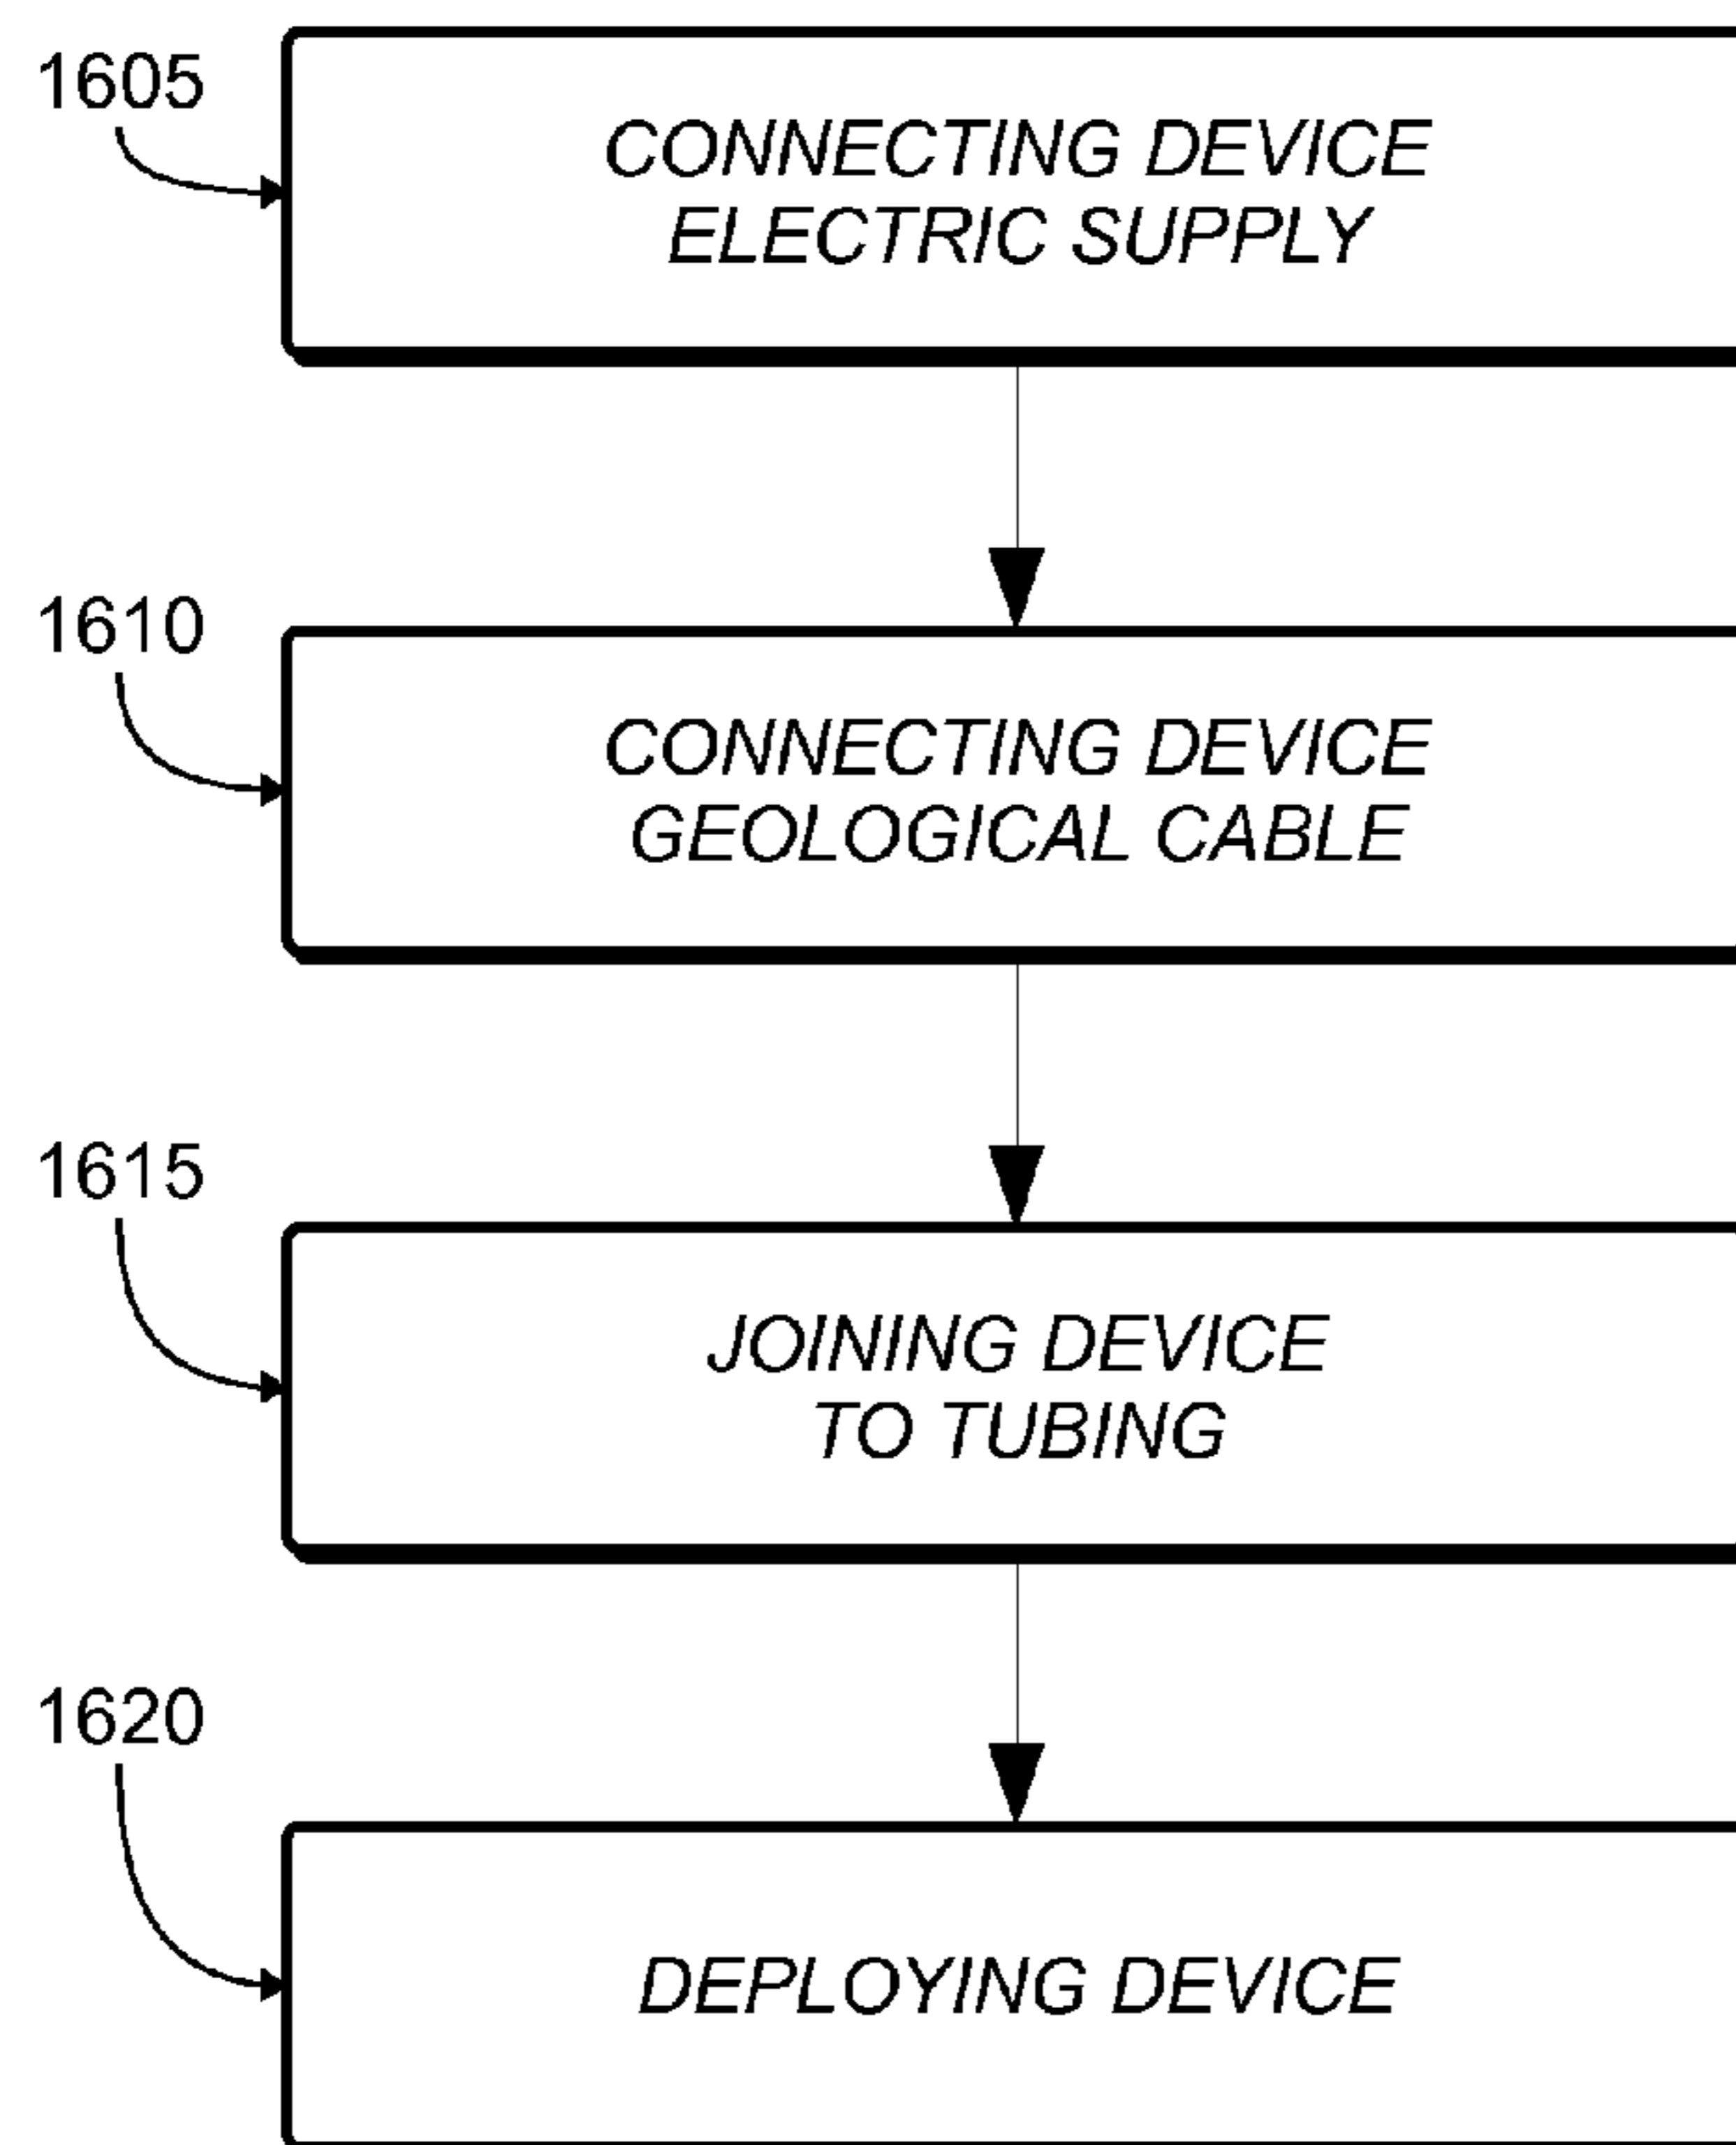 1605
CONNECTING DEVICE
ELECTRIC SUPPLY
1610
CONNECTING DEVICE
GEOLOGICAL CABLE
1615
JOINING DEVICE
TO TUBING
1620
DEPLOYING DEVICE